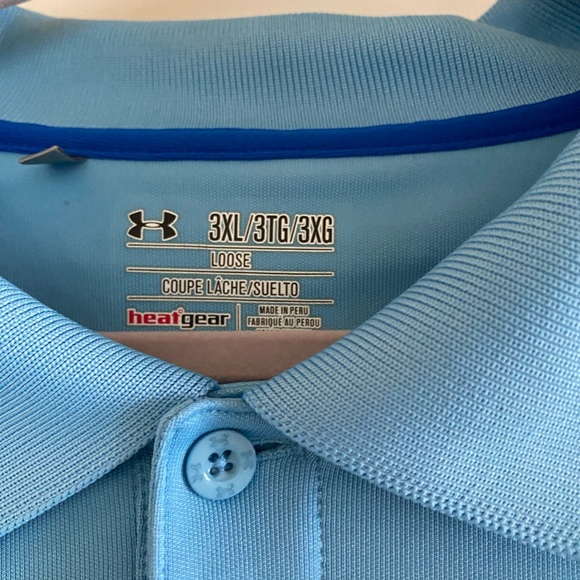 3XL/3TG/3XG
LOOSE
COUPE LÂCHE/SUELTO
heatgear
MADE IN PERU
FABRIQUÉ AU PEROU